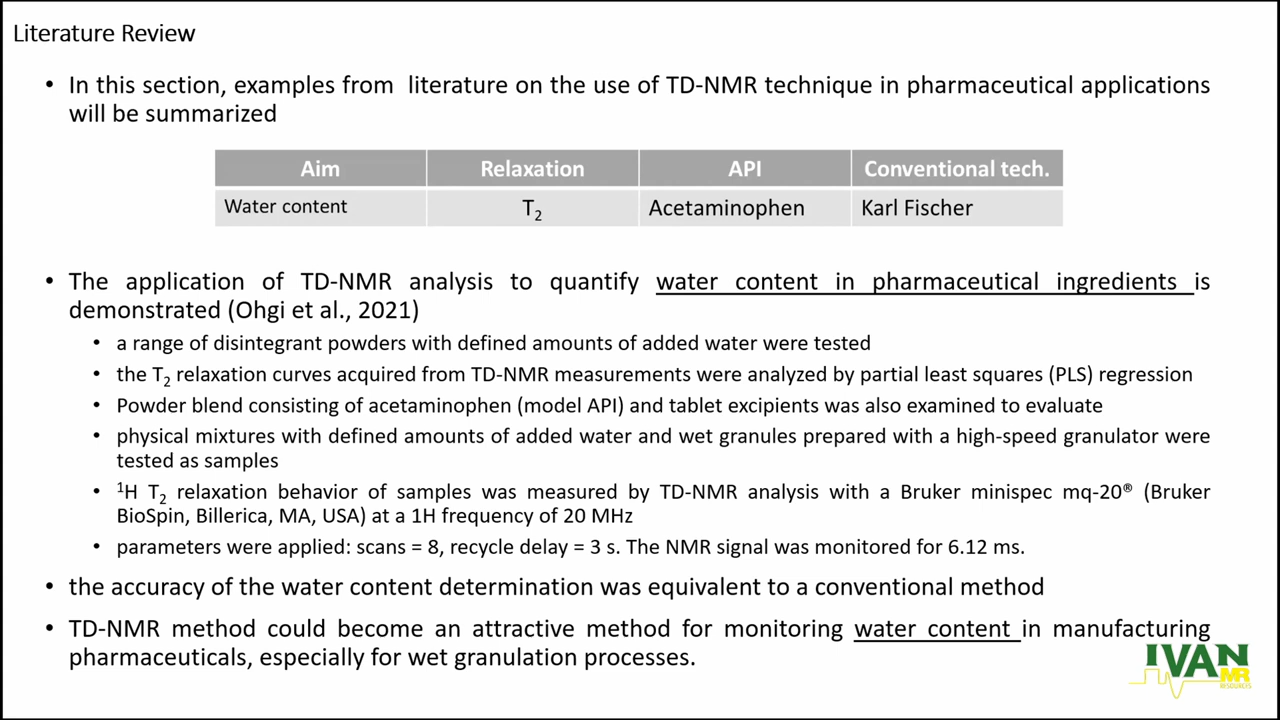 Literature Review
• In this section, examples from literature on the use of TD-NMR technique in pharmaceutical applications
will be summarized
Aim Relaxation API Conventional tech.
Water content T₂ Acetaminophen Karl Fischer
• The application of TD-NMR analysis to quantify water content in pharmaceutical ingredients is
demonstrated (Ohgi et al., 2021)
• a range of disintegrant powders with defined amounts of added water were tested
• the T₂ relaxation curves acquired from TD-NMR measurements were analyzed by partial least squares (PLS) regression
• Powder blend consisting of acetaminophen (model API) and tablet excipients was also examined to evaluate
• physical mixtures with defined amounts of added water and wet granules prepared with a high-speed granulator were
tested as samples
• ¹H T₂ relaxation behavior of samples was measured by TD-NMR analysis with a Bruker minispec mq-20® (Bruker
BioSpin, Billerica, MA, USA) at a 1H frequency of 20 MHz
• parameters were applied: scans = 8, recycle delay = 3 s. The NMR signal was monitored for 6.12 ms.
• the accuracy of the water content determination was equivalent to a conventional method
• TD-NMR method could become an attractive method for monitoring water content in manufacturing
pharmaceuticals, especially for wet granulation processes.
IVAN
MR
RESOURCES